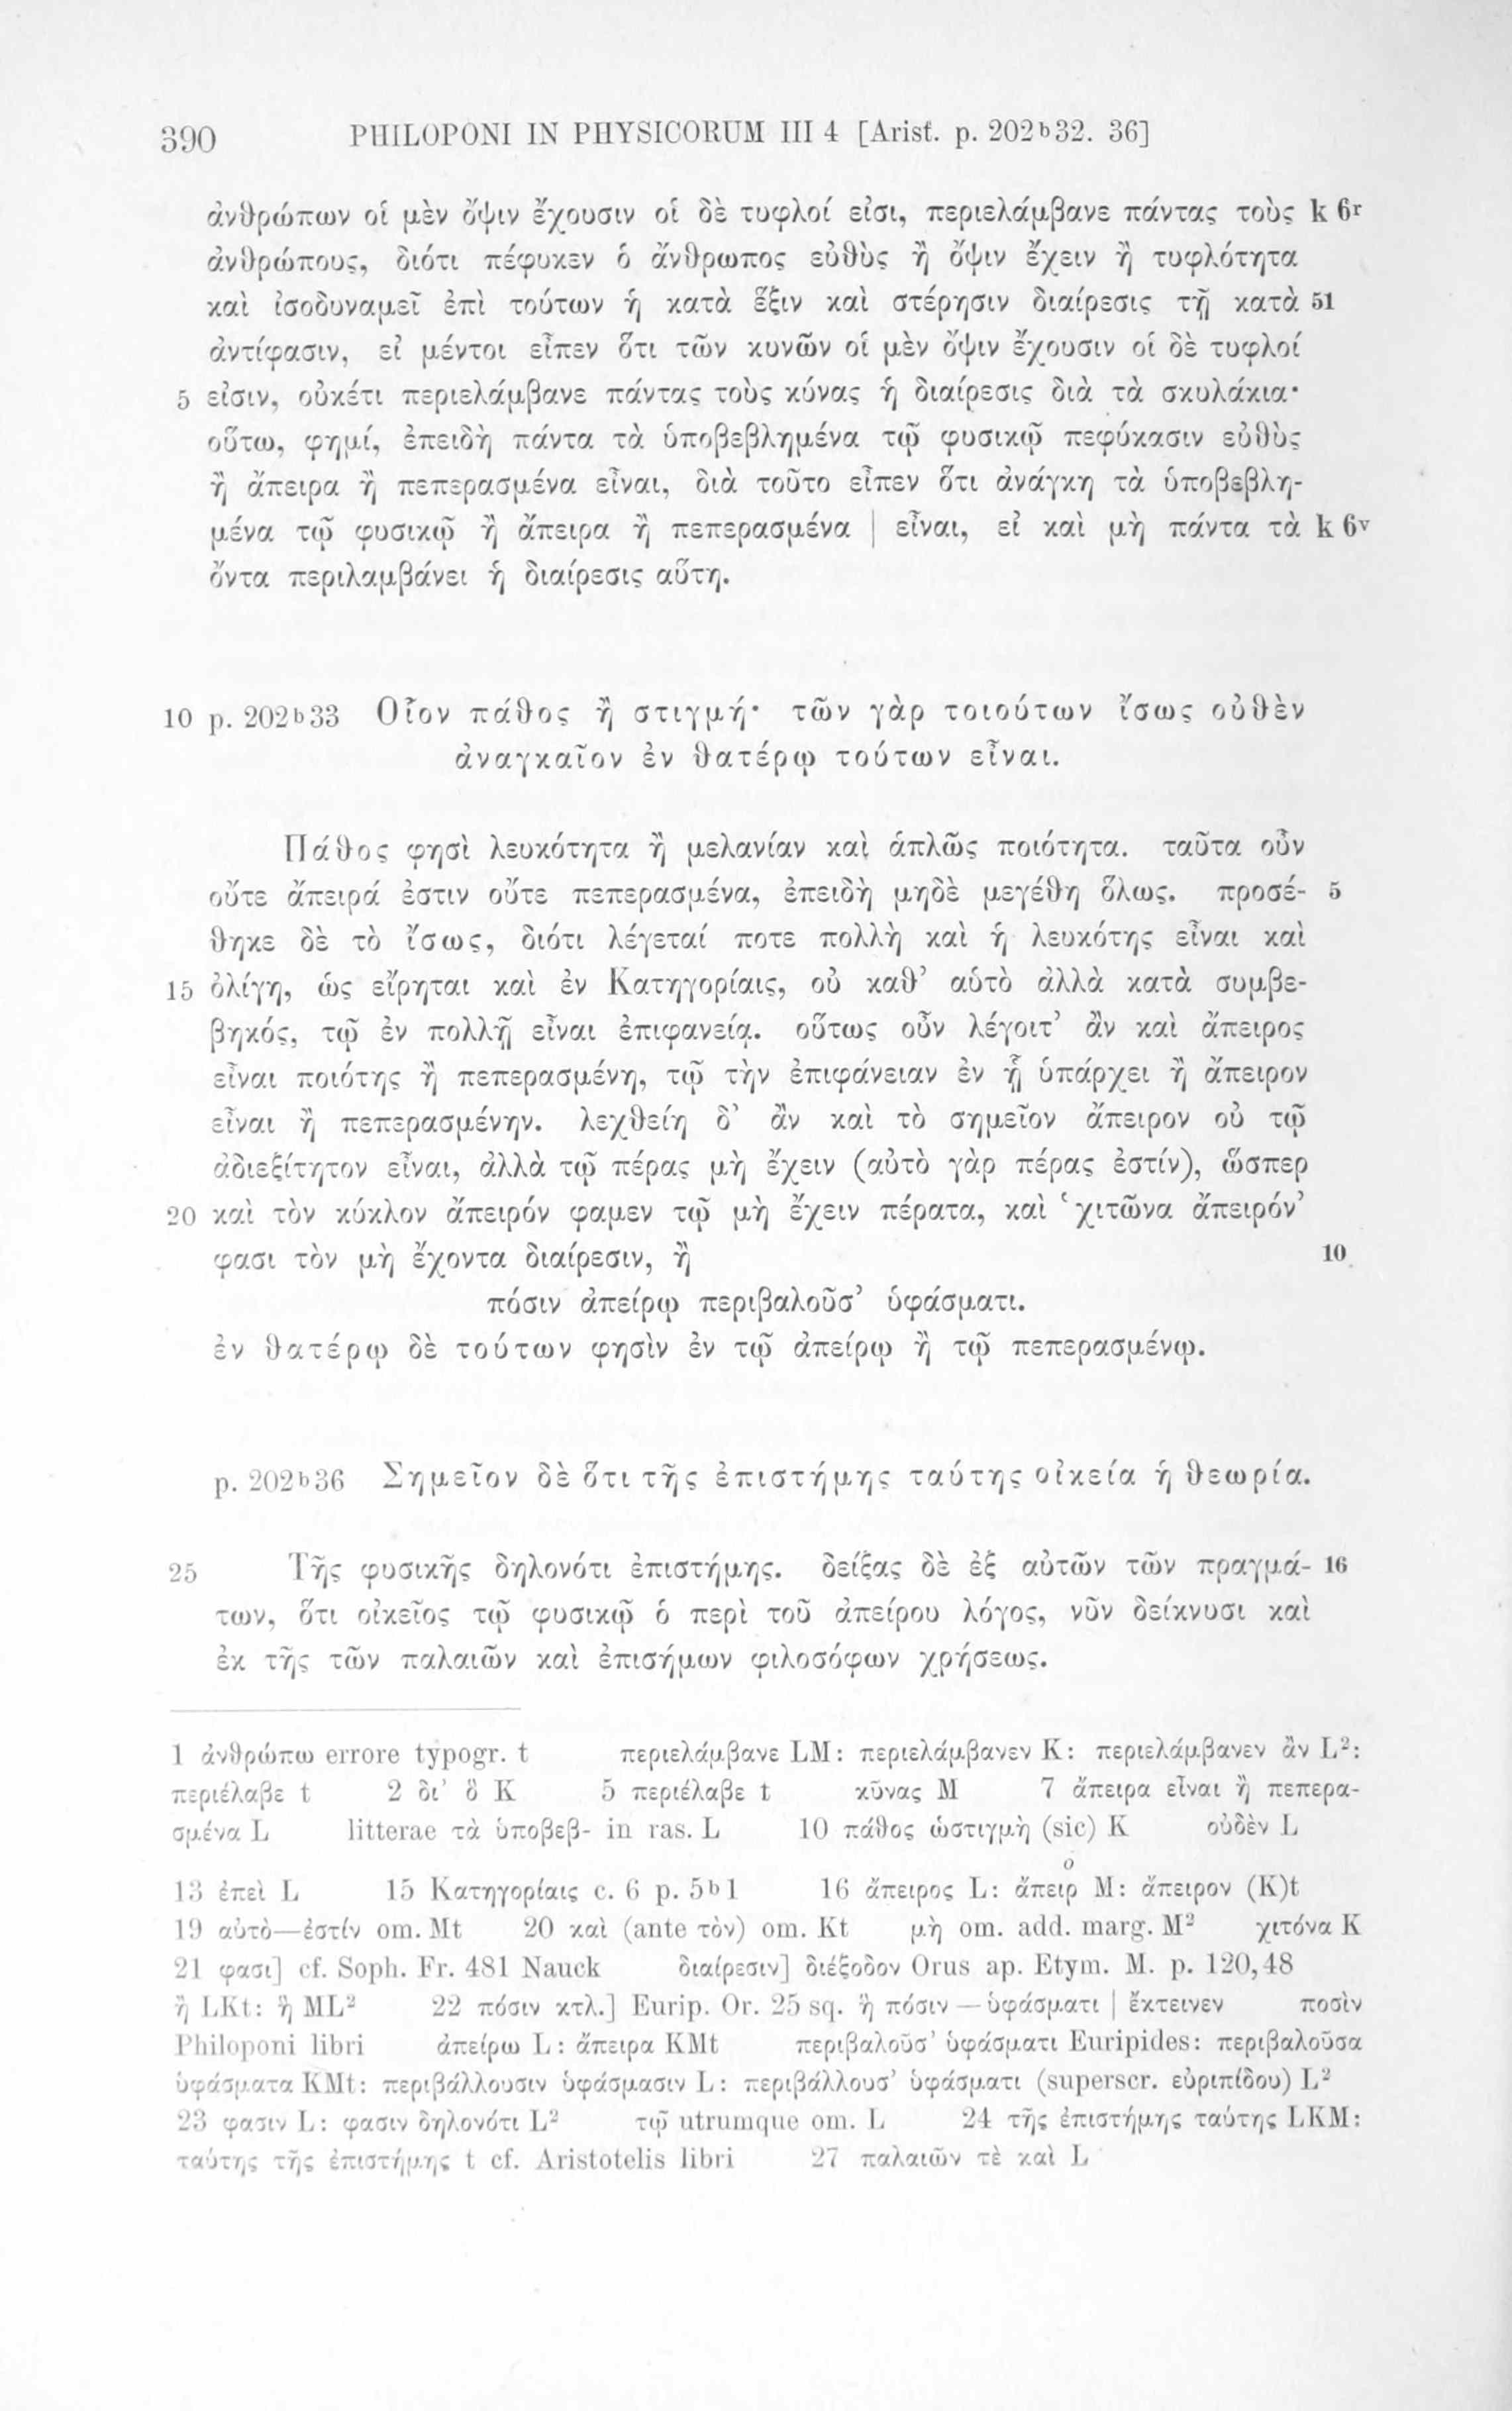 390 PHILOPONI IN PHYSICORUM III 4 [Arist. p. 202ᵇ32. 36]
ἀνθρώπων οἱ μὲν ὄψιν ἔχουσιν οἱ δὲ τυφλοί εἰσι, περιελάμβανε πάντας τοὺς k 6ʳ
ἀνθρώπους, διότι πέφυκεν ὁ ἄνθρωπος εὐθὺς ἢ ὄψιν ἔχειν ἢ τυφλότητα
καὶ ἰσοδυναμεῖ ἐπὶ τούτων ἡ κατὰ ἕξιν καὶ στέρησιν διαίρεσις τῇ κατὰ 51
ἀντίφασιν, εἰ μέντοι εἶπεν ὅτι τῶν κυνῶν οἱ μὲν ὄψιν ἔχουσιν οἱ δὲ τυφλοί
5 εἰσιν, οὐκέτι περιελάμβανε πάντας τοὺς κύνας ἡ διαίρεσις διὰ τὰ σκυλάκια·
οὕτω, φημί, ἐπειδὴ πάντα τὰ ὑποβεβλημένα τῷ φυσικῷ πεφύκασιν εὐθὺς
ἢ ἄπειρα ἢ πεπερασμένα εἶναι, διὰ τοῦτο εἶπεν ὅτι ἀνάγκη τὰ ὑποβεβλη-
μένα τῷ φυσικῷ ἢ ἄπειρα ἢ πεπερασμένα | εἶναι, εἰ καὶ μὴ πάντα τὰ k 6ᵛ
ὄντα περιλαμβάνει ἡ διαίρεσις αὕτη.
10 p. 202ᵇ33 Οἷον πάθος ἢ στιγμή· τῶν γὰρ τοιούτων ἴσως οὐθὲν
ἀναγκαῖον ἐν θατέρῳ τούτων εἶναι.
Πάθος φησὶ λευκότητα ἢ μελανίαν καὶ ἁπλῶς ποιότητα. ταῦτα οὖν
οὔτε ἄπειρά ἐστιν οὔτε πεπερασμένα, ἐπειδὴ μηδὲ μεγέθη ὅλως. προσέ- 5
θηκε δὲ τὸ ἴσως, διότι λέγεταί ποτε πολλὴ καὶ ἡ λευκότης εἶναι καὶ
15 ὀλίγη, ὡς εἴρηται καὶ ἐν Κατηγορίαις, οὐ καθ’ αὑτὸ ἀλλὰ κατὰ συμβε-
βηκός, τῷ ἐν πολλῇ εἶναι ἐπιφανείᾳ. οὕτως οὖν λέγοιτ’ ἂν καὶ ἄπειρος
εἶναι ποιότης ἢ πεπερασμένη, τῷ τὴν ἐπιφάνειαν ἐν ᾗ ὑπάρχει ἢ ἄπειρον
εἶναι ἢ πεπερασμένην. λεχθείη δ’ ἂν καὶ τὸ σημεῖον ἄπειρον οὐ τῷ
ἀδιεξίτητον εἶναι, ἀλλὰ τῷ πέρας μὴ ἔχειν (αὐτὸ γὰρ πέρας ἐστίν), ὥσπερ
20 καὶ τὸν κύκλον ἄπειρόν φαμεν τῷ μὴ ἔχειν πέρατα, καὶ ‘χιτῶνα ἄπειρόν’
φασι τὸν μὴ ἔχοντα διαίρεσιν, ἢ 10
πόσιν ἀπείρῳ περιβαλοῦσ’ ὑφάσματι.
ἐν θατέρῳ δὲ τούτων φησὶν ἐν τῷ ἀπείρῳ ἢ τῷ πεπερασμένῳ.
p. 202ᵇ36 Σημεῖον δὲ ὅτι τῆς ἐπιστήμης ταύτης οἰκεία ἡ θεωρία.
25 Τῆς φυσικῆς δηλονότι ἐπιστήμης. δείξας δὲ ἐξ αὐτῶν τῶν πραγμά- 16
των, ὅτι οἰκεῖος τῷ φυσικῷ ὁ περὶ τοῦ ἀπείρου λόγος, νῦν δείκνυσι καὶ
ἐκ τῆς τῶν παλαιῶν καὶ ἐπισήμων φιλοσόφων χρήσεως.
1 ἀνθρώπω errore typogr. t περιελάμβανε LM: περιελάμβανεν K: περιελάμβανεν ἂν L²:
περιέλαβε t 2 δι’ ὃ K 5 περιέλαβε t κῦνας M 7 ἄπειρα εἶναι ἢ πεπερα-
σμένα L litterae τὰ ὑποβεβ- in ras. L 10 πάθος ὡστιγμὴ (sic) K οὐδὲν L
13 ἐπεὶ L 15 Κατηγορίαις c. 6 p. 5ᵇ1 16 ἄπειρος L: ἄπειρ̊ M: ἄπειρον (K)t
19 αὐτὸ—ἐστίν om. Mt 20 καὶ (ante τὸν) om. Kt μὴ om. add. marg. M² χιτόνα K
21 φασι] cf. Soph. Fr. 481 Nauck διαίρεσιν] διέξοδον Orus ap. Etym. M. p. 120,48
ἢ LKt: ἣ ML² 22 πόσιν κτλ.] Eurip. Or. 25 sq. ἣ πόσιν — ὑφάσματι | ἔκτεινεν ποσὶν
Philoponi libri ἀπείρω L: ἄπειρα KMt περιβαλοῦσ’ ὑφάσματι Euripides: περιβαλοῦσα
ὑφάσματα KMt: περιβάλλουσιν ὑφάσμασιν L: περιβάλλουσ’ ὑφάσματι (superscr. εὐριπίδου) L²
23 φασιν L: φασιν δηλονότι L² τῷ utrumque om. L 24 τῆς ἐπιστήμης ταύτης LKM:
ταύτης τῆς ἐπιστήμης t cf. Aristotelis libri 27 παλαιῶν τὲ καὶ L